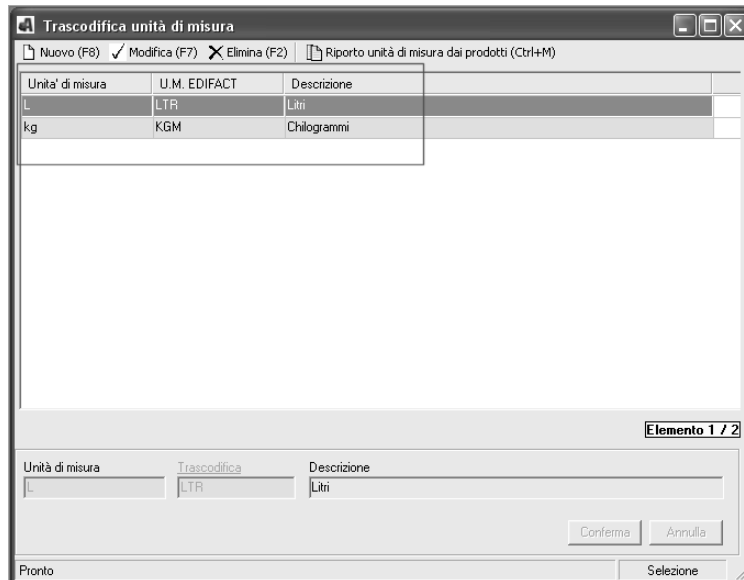 Trascodifica unità di misura
Nuovo (F8) Modifica (F7) Elimina (F2) Riporto unità di misura dai prodotti (Ctrl+M)
Unita' di misura U.M. EDIFACT Descrizione
L LTR Litri
kg KGM Chilogrammi
Elemento 1 / 2
Unità di misura Trascodifica Descrizione
L LTR Litri
Conferma Annulla
Pronto Selezione